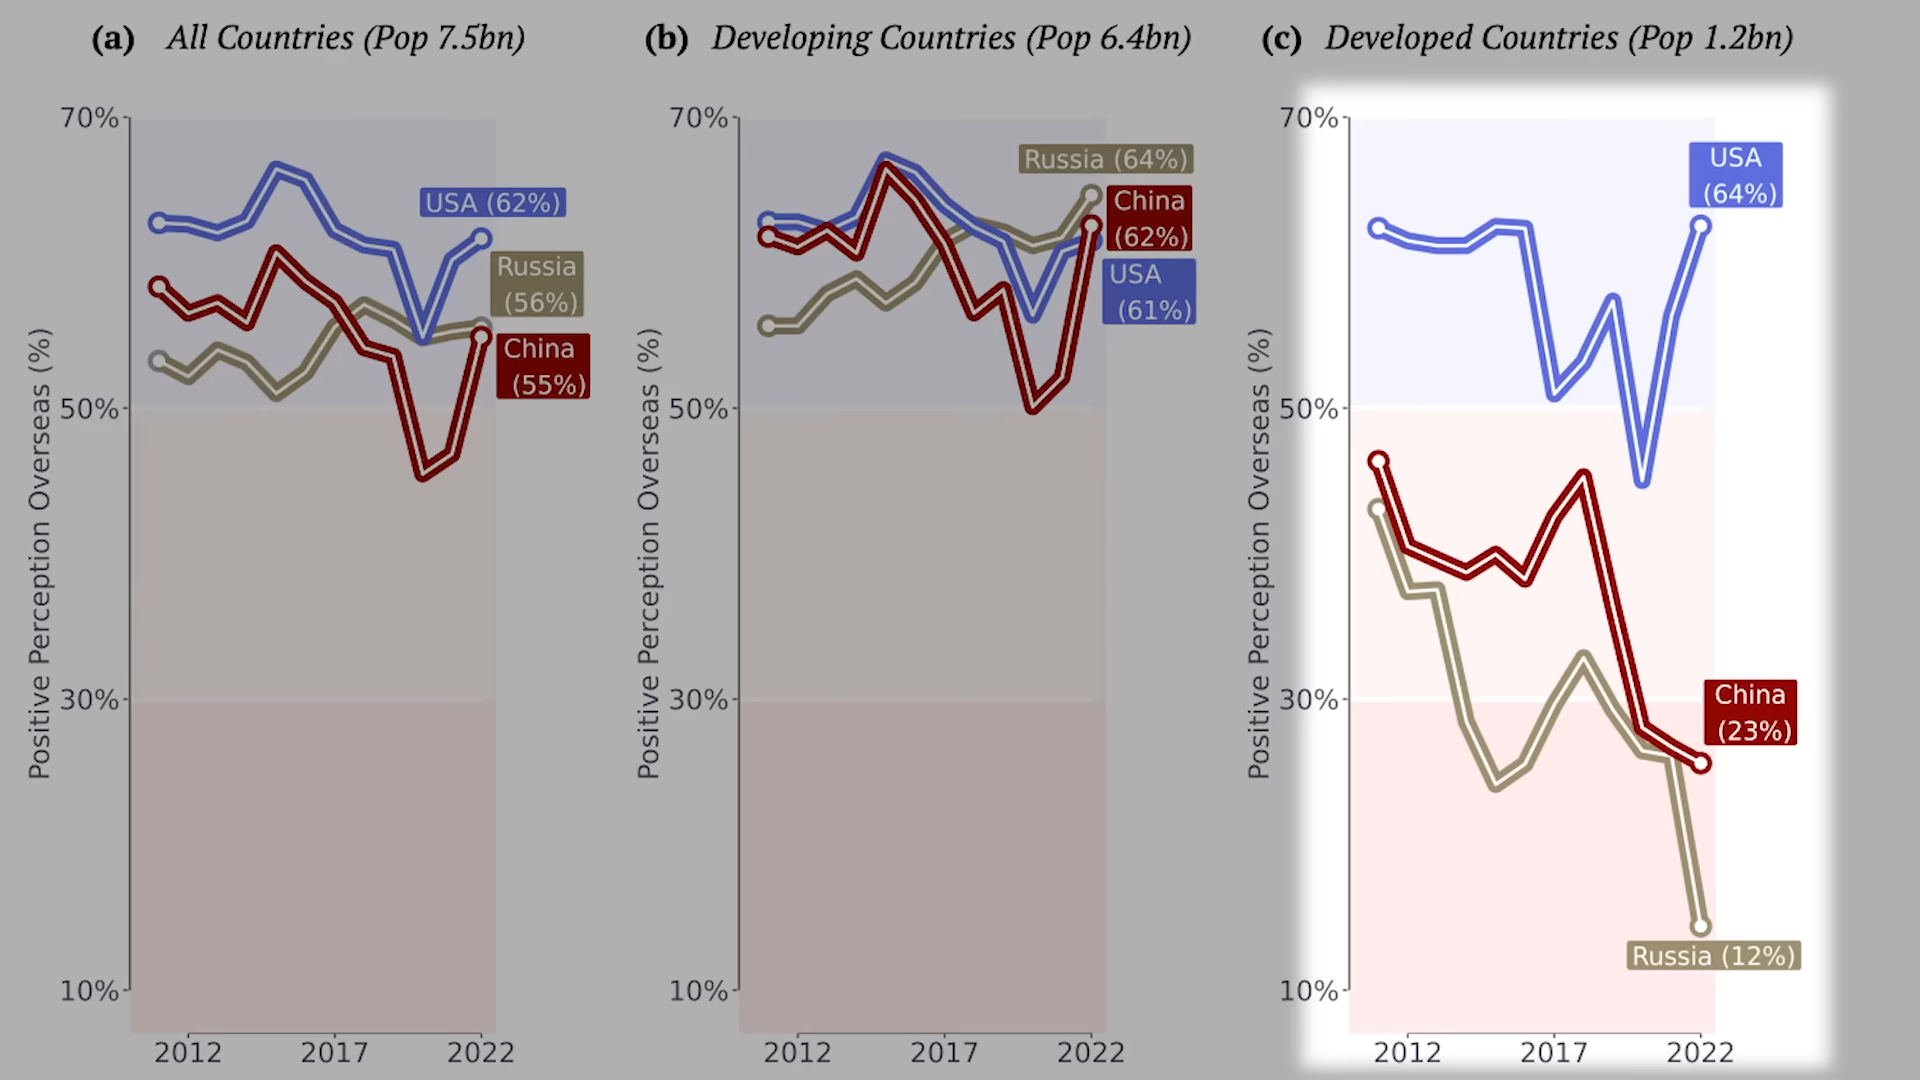 (a) All Countries (Pop 7.5bn)
70%
50%
30%
10%
Positive Perception Overseas (%)
USA (62%)
Russia
(56%)
China
(55%)
2012 2017 2022
(b) Developing Countries (Pop 6.4bn)
70%
50%
30%
10%
Positive Perception Overseas (%)
Russia (64%)
China
(62%)
USA
(61%)
2012 2017 2022
(c) Developed Countries (Pop 1.2bn)
70%
50%
30%
10%
Positive Perception Overseas (%)
USA
(64%)
China
(23%)
Russia (12%)
2012 2017 2022